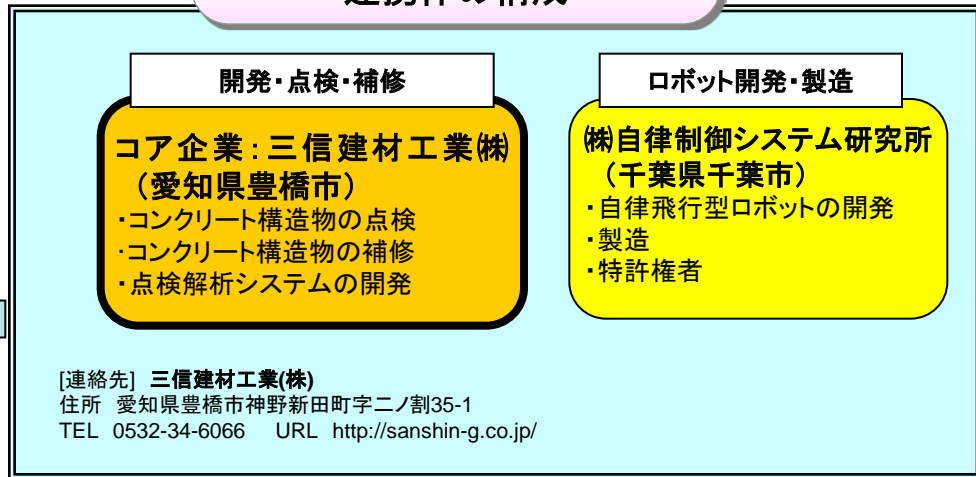 開発・点検・補修
コア企業：三信建材工業㈱
（愛知県豊橋市）
・コンクリート構造物の点検
・コンクリート構造物の補修
・点検解析システムの開発
ロボット開発・製造
㈱自律制御システム研究所
（千葉県千葉市）
・自律飛行型ロボットの開発
・製造
・特許権者
[連絡先] 三信建材工業(株)
住所 愛知県豊橋市神野新田町字二ノ割35-1
TEL 0532-34-6066 URL http://sanshin-g.co.jp/